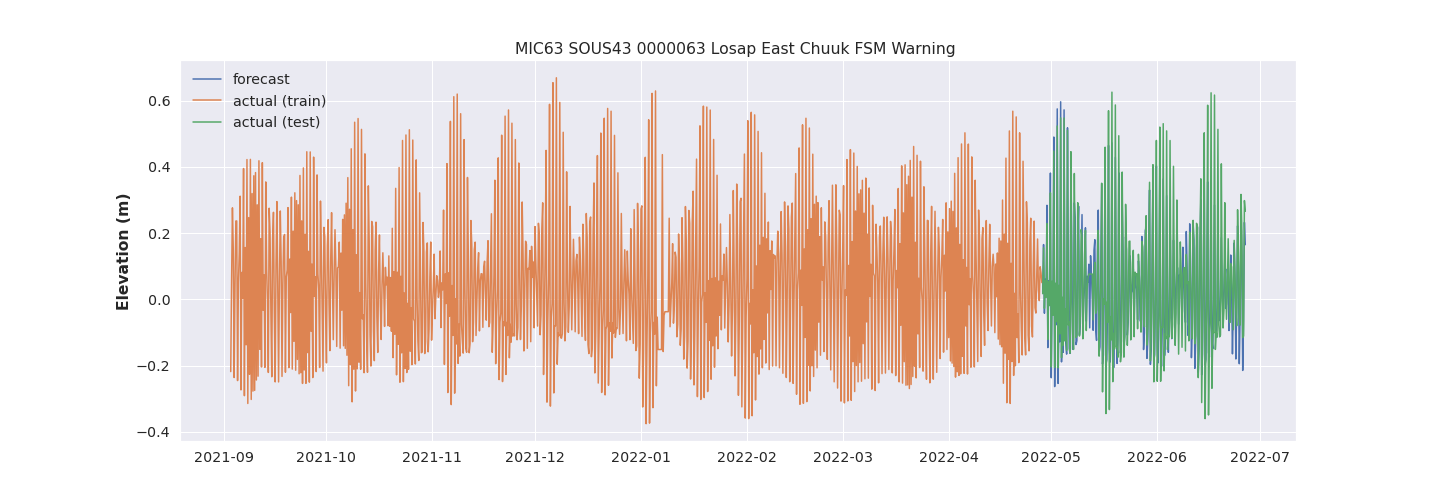 MIC63 SOUS43 0000063 Losap East Chuuk FSM Warning
forecast
actual (train)
actual (test)
Elevation (m)
0.6
0.4
0.2
0.0
−0.2
−0.4
2021-09 2021-10 2021-11 2021-12 2022-01 2022-02 2022-03 2022-04 2022-05 2022-06 2022-07